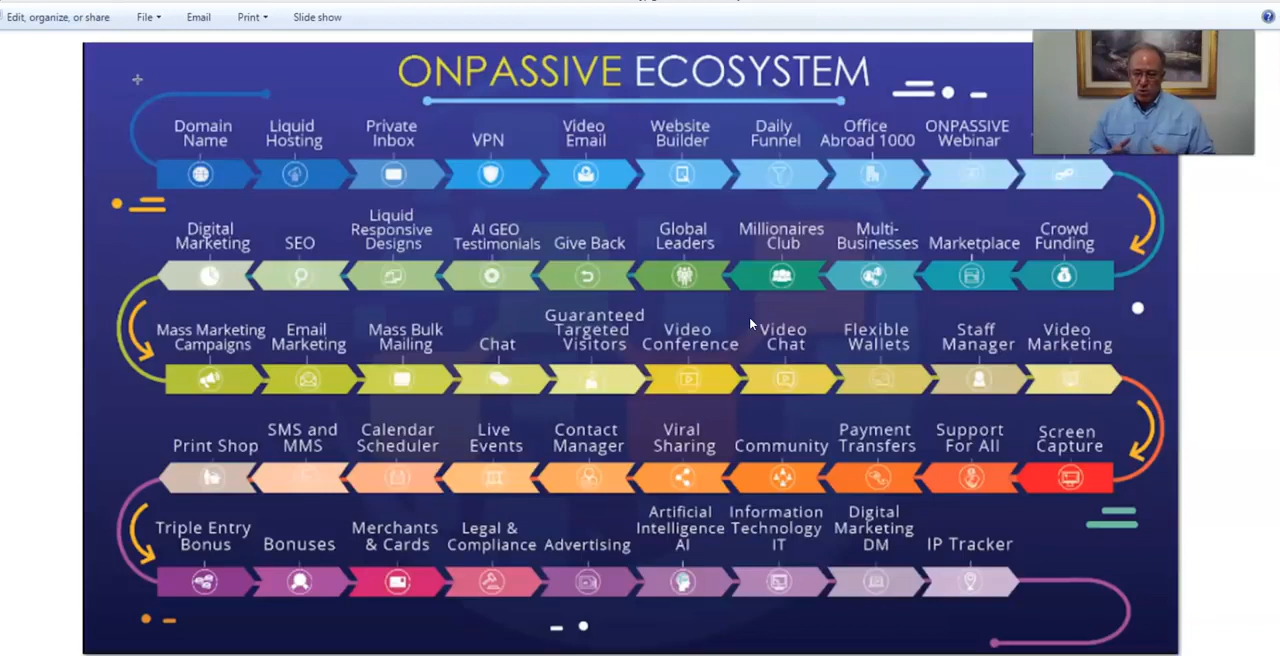 Edit, organize, or share File Email Print Slide show
ONPASSIVE ECOSYSTEM
Domain Name
Liquid Hosting
Private Inbox
VPN
Video Email
Website Builder
Daily Funnel
Office Abroad 1000
ONPASSIVE Webinar
Digital Marketing
SEO
Liquid Responsive Designs
AI GEO Testimonials
Give Back
Global Leaders
Millionaires Club
Multi-Businesses
Marketplace
Crowd Funding
Mass Marketing Campaigns
Email Marketing
Mass Bulk Mailing
Chat
Guaranteed Targeted Visitors
Video Conference
Video Chat
Flexible Wallets
Staff Manager
Video Marketing
Print Shop
SMS and MMS
Calendar Scheduler
Live Events
Contact Manager
Viral Sharing
Community
Payment Transfers
Support For All
Screen Capture
Triple Entry Bonus
Bonuses
Merchants & Cards
Legal & Compliance
Advertising
Artificial Intelligence AI
Information Technology IT
Digital Marketing DM
IP Tracker